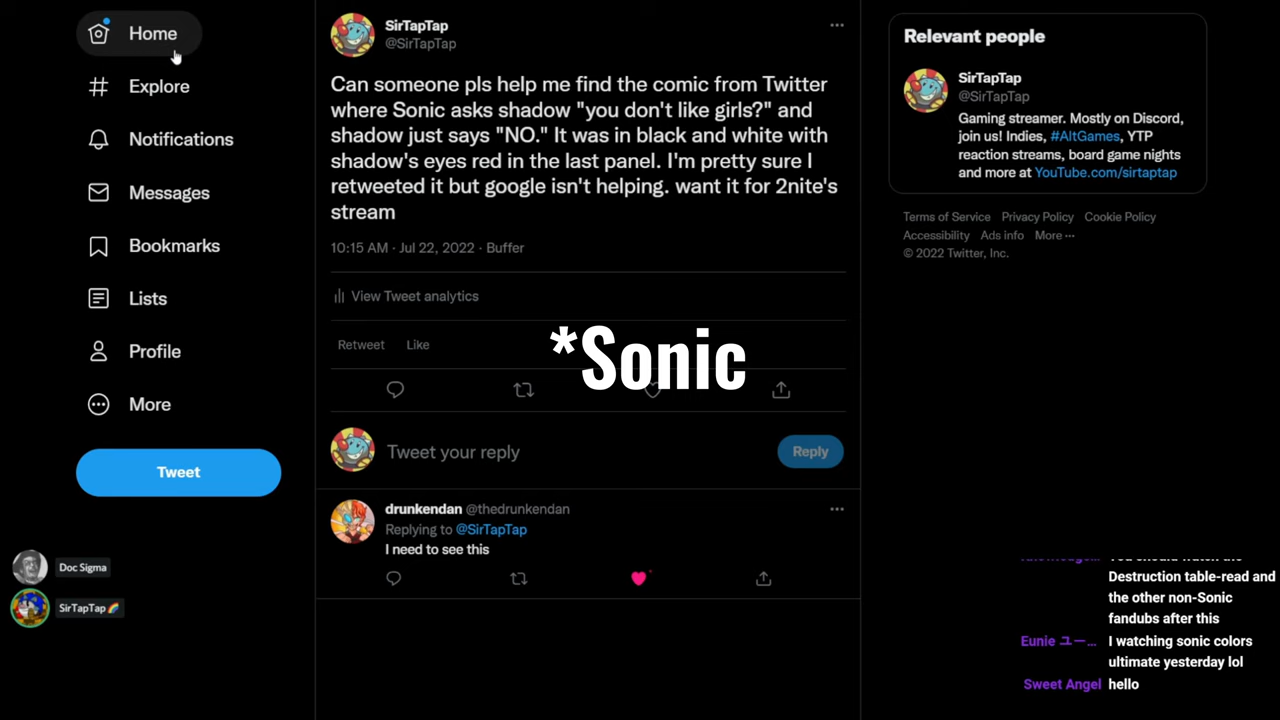 Home
Explore
Notifications
Messages
Bookmarks
Lists
Profile
More
Tweet
Doc Sigma
SirTapTap
SirTapTap
@SirTapTap
Can someone pls help me find the comic from Twitter
where Sonic asks shadow "you don't like girls?" and
shadow just says "NO." It was in black and white with
shadow's eyes red in the last panel. I'm pretty sure I
retweeted it but google isn't helping. want it for 2nite's
stream
10:15 AM · Jul 22, 2022 · Buffer
View Tweet analytics
Retweet Like
*Sonic
Tweet your reply
Reply
drunkendan @thedrunkendan
Replying to @SirTapTap
I need to see this
Relevant people
SirTapTap
@SirTapTap
Gaming streamer. Mostly on Discord,
join us! Indies, #AltGames, YTP
reaction streams, board game nights
and more at YouTube.com/sirtaptap
Terms of Service Privacy Policy Cookie Policy
Accessibility Ads info More ···
© 2022 Twitter, Inc.
You should watch the
Destruction table-read and
the other non-Sonic
fandubs after this
Eunie ユー… I watching sonic colors
ultimate yesterday lol
Sweet Angel hello